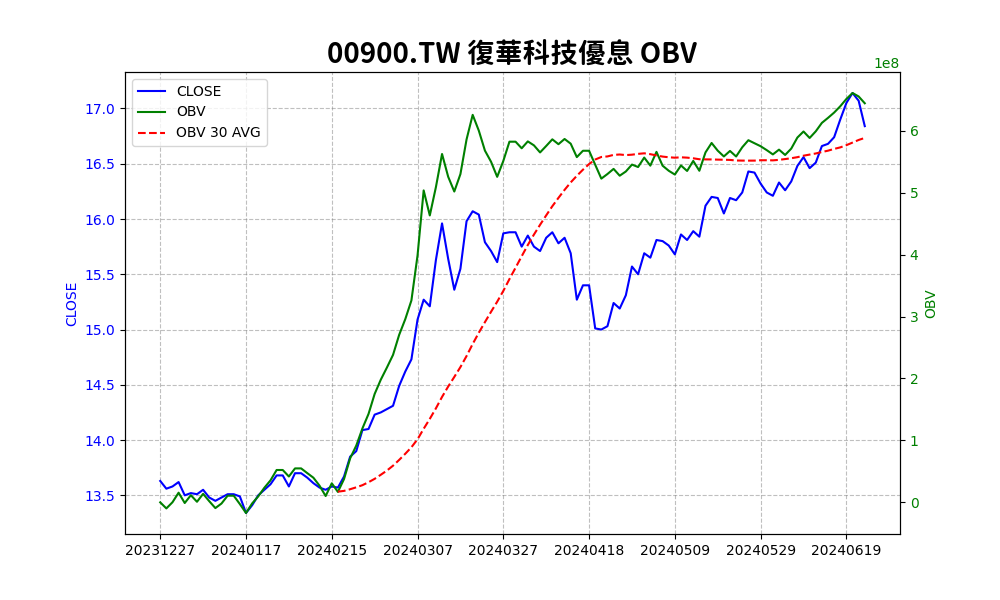 00900.TW 復華科技優息 OBV
1e8
CLOSE
OBV
OBV 30 AVG
17.0
16.5
16.0
15.5
15.0
14.5
14.0
13.5
CLOSE
6
5
4
3
2
1
0
OBV
20231227 20240117 20240215 20240307 20240327 20240418 20240509 20240529 20240619